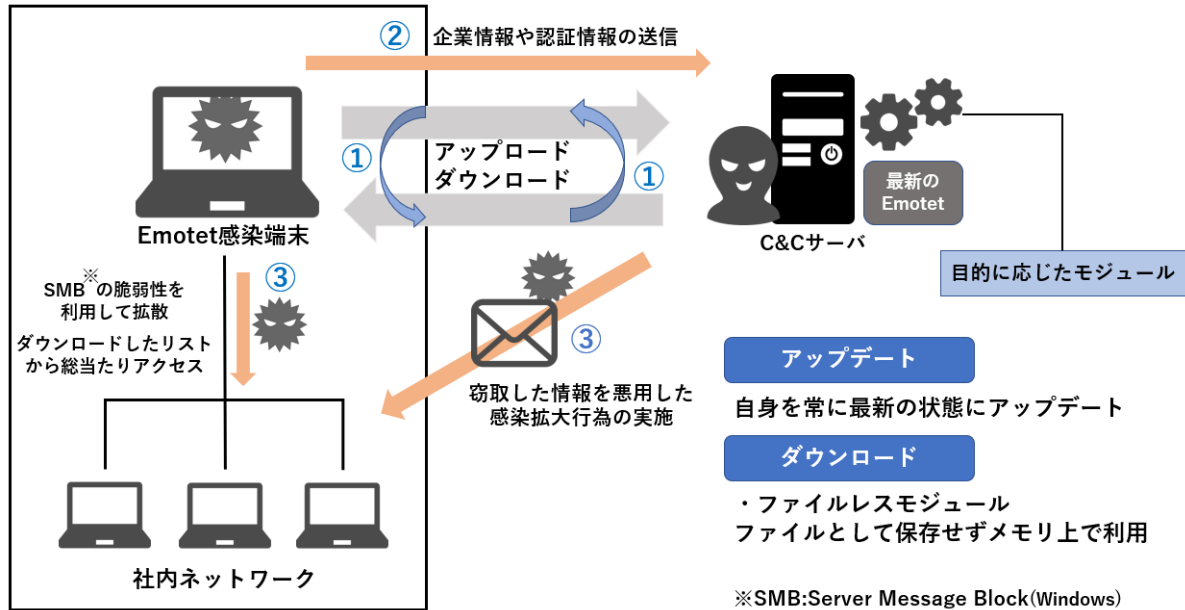 ② 企業情報や認証情報の送信
①
アップロード
ダウンロード
①
Emotet感染端末
最新の
Emotet
C&Cサーバ
目的に応じたモジュール
③
SMB※の脆弱性を
利用して拡散
ダウンロードしたリスト
から総当たりアクセス
③
窃取した情報を悪用した
感染拡大行為の実施
社内ネットワーク
アップデート
自身を常に最新の状態にアップデート
ダウンロード
・ファイルレスモジュール
ファイルとして保存せずメモリ上で利用
※SMB:Server Message Block(Windows)